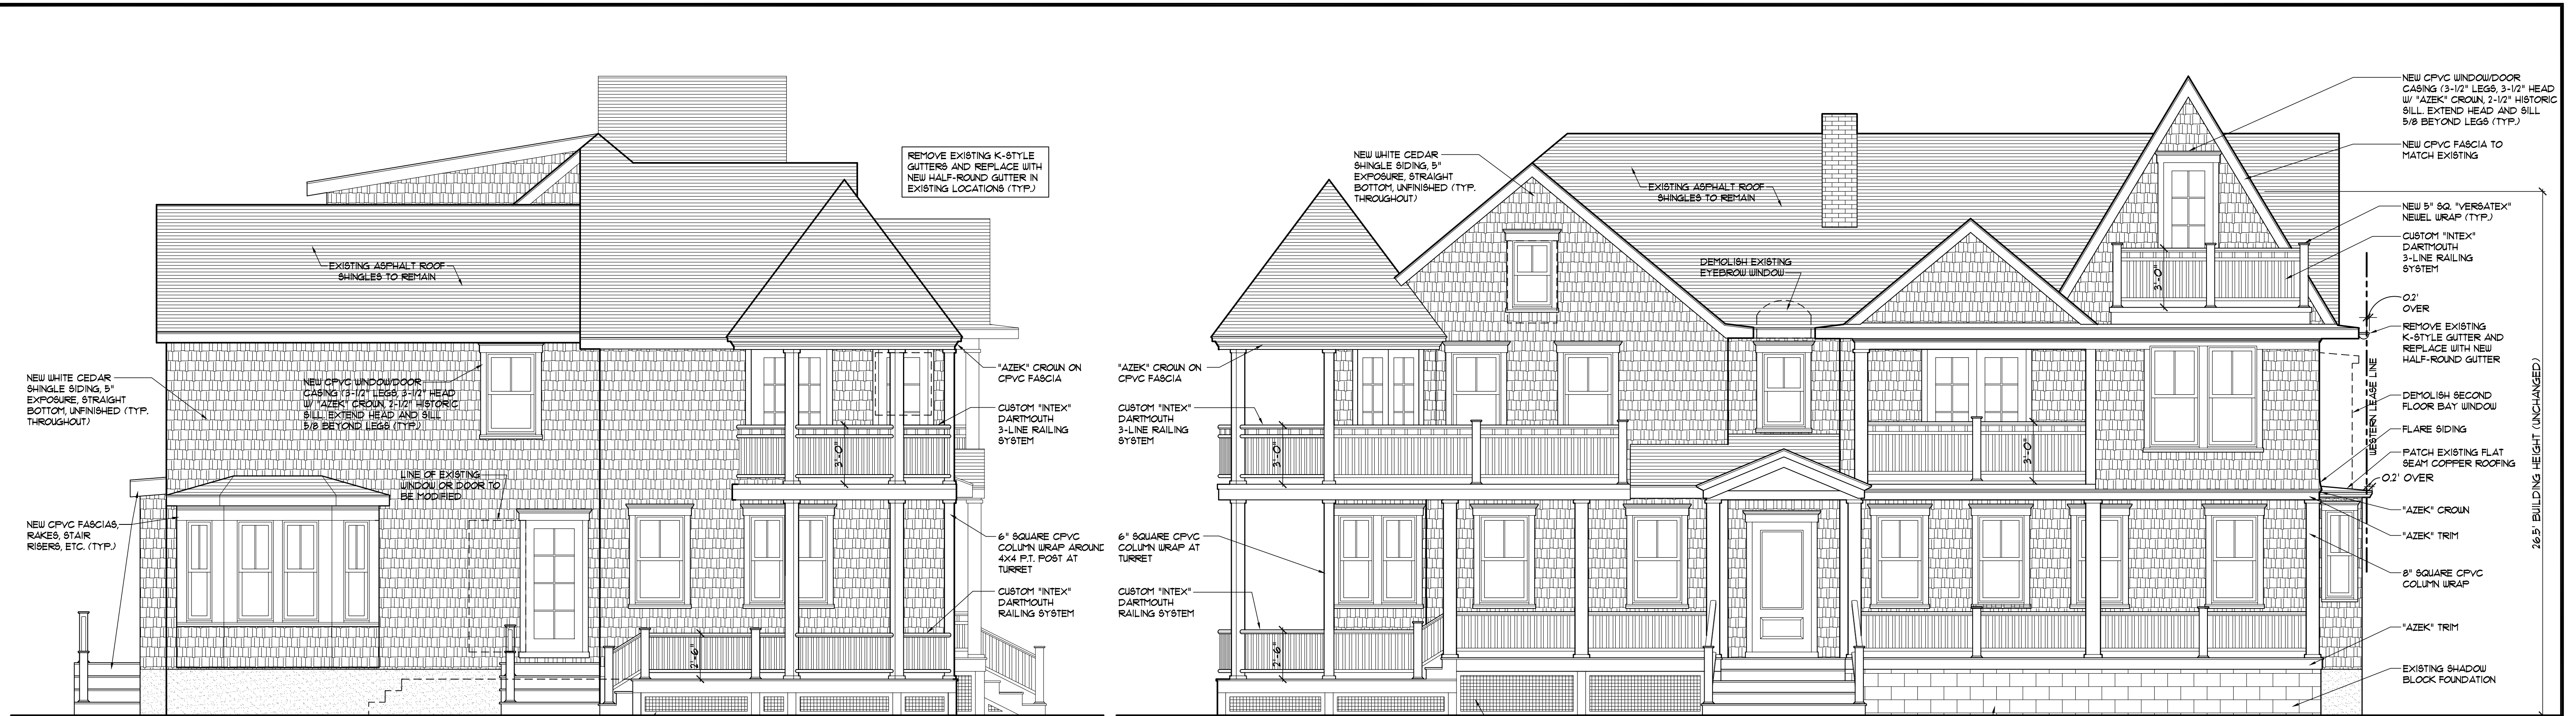 REMOVE EXISTING K-STYLE
GUTTERS AND REPLACE WITH
NEW HALF-ROUND GUTTER IN
EXISTING LOCATIONS (TYP.)
EXISTING ASPHALT ROOF
SHINGLES TO REMAIN
NEW WHITE CEDAR
SHINGLE SIDING, 5"
EXPOSURE, STRAIGHT
BOTTOM, UNFINISHED (TYP.
THROUGHOUT)
NEW CPVC WINDOW/DOOR
CASING (3-1/2" LEGS, 3-1/2" HEAD
W/ "AZEK" CROWN, 2-1/2" HISTORIC
SILL. EXTEND HEAD AND SILL
5/8 BEYOND LEGS (TYP.)
LINE OF EXISTING
WINDOW OR DOOR TO
BE MODIFIED
NEW CPVC FASCIAS,
RAKES, STAIR
RISERS, ETC. (TYP.)
3'-0"
2'-6"
"AZEK" CROWN ON
CPVC FASCIA
CUSTOM "INTEX"
DARTMOUTH
3-LINE RAILING
SYSTEM
6" SQUARE CPVC
COLUMN WRAP AROUND
4X4 P.T. POST AT
TURRET
CUSTOM "INTEX"
DARTMOUTH
RAILING SYSTEM
"AZEK" CROWN ON
CPVC FASCIA
CUSTOM "INTEX"
DARTMOUTH
3-LINE RAILING
SYSTEM
6" SQUARE CPVC
COLUMN WRAP AT
TURRET
CUSTOM "INTEX"
DARTMOUTH
RAILING SYSTEM
3'-0"
2'-6"
NEW WHITE CEDAR
SHINGLE SIDING, 5"
EXPOSURE, STRAIGHT
BOTTOM, UNFINISHED (TYP.
THROUGHOUT)
EXISTING ASPHALT ROOF
SHINGLES TO REMAIN
DEMOLISH EXISTING
EYEBROW WINDOW
3'-0"
3'-0"
NEW CPVC WINDOW/DOOR
CASING (3-1/2" LEGS, 3-1/2" HEAD
W/ "AZEK" CROWN, 2-1/2" HISTORIC
SILL. EXTEND HEAD AND SILL
5/8 BEYOND LEGS (TYP.)
NEW CPVC FASCIA TO
MATCH EXISTING
NEW 5" SQ. "VERSATEX"
NEWEL WRAP (TYP.)
CUSTOM "INTEX"
DARTMOUTH
3-LINE RAILING
SYSTEM
0.2'
OVER
REMOVE EXISTING
K-STYLE GUTTER AND
REPLACE WITH NEW
HALF-ROUND GUTTER
WESTERN LEASE LINE
DEMOLISH SECOND
FLOOR BAY WINDOW
FLARE SIDING
PATCH EXISTING FLAT
SEAM COPPER ROOFING
0.2' OVER
"AZEK" CROWN
"AZEK" TRIM
8" SQUARE CPVC
COLUMN WRAP
"AZEK" TRIM
EXISTING SHADOW
BLOCK FOUNDATION
26.5' BUILDING HEIGHT (UNCHANGED)